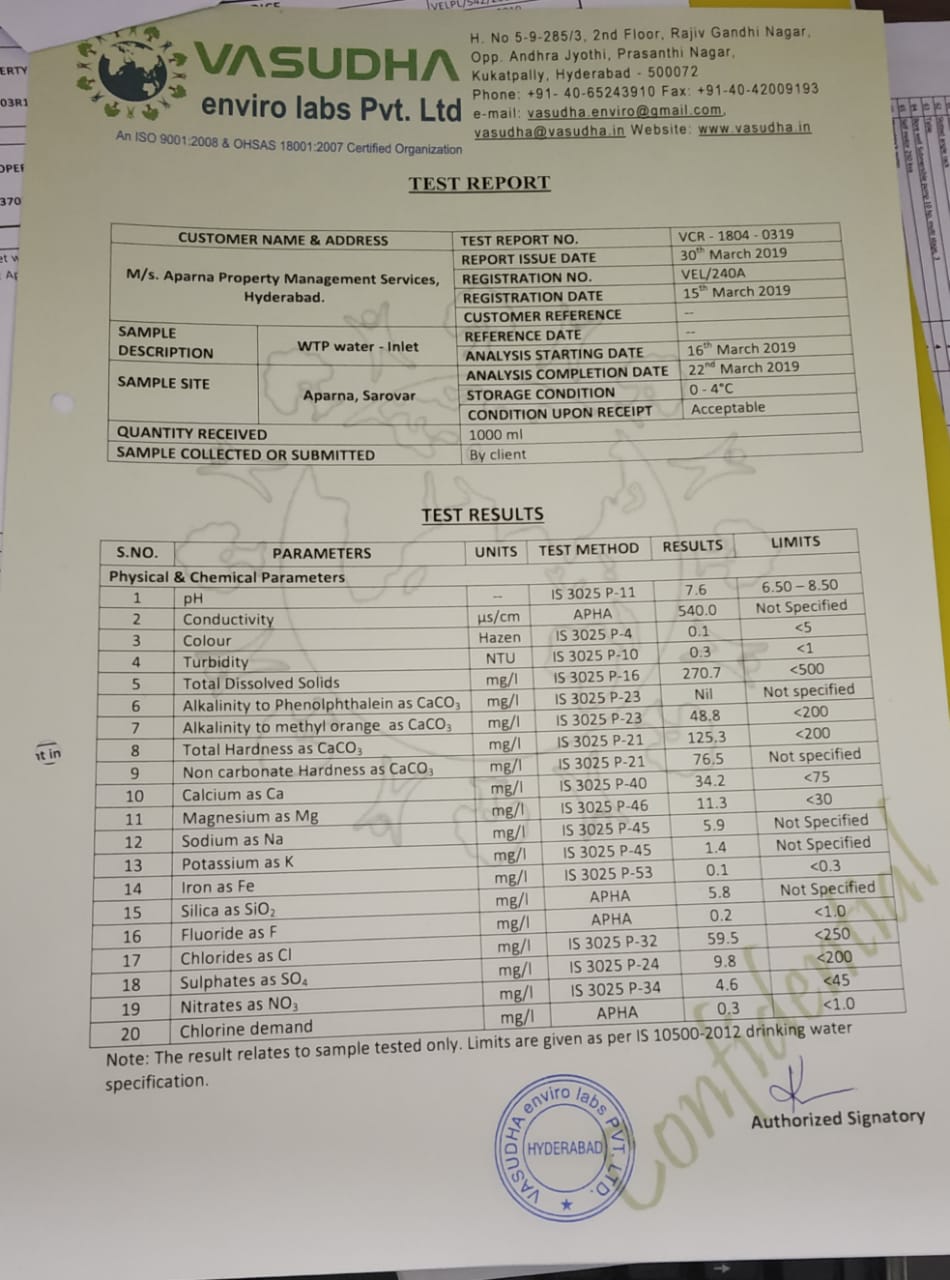 VELPL/542/
VASUDHA
enviro labs Pvt. Ltd
An ISO 9001:2008 & OHSAS 18001:2007 Certified Organization
H. No 5-9-285/3, 2nd Floor, Rajiv Gandhi Nagar,
Opp. Andhra Jyothi, Prasanthi Nagar,
Kukatpally, Hyderabad - 500072
Phone: +91- 40-65243910 Fax: +91-40-42009193
e-mail: vasudha.enviro@gmail.com,
vasudha@vasudha.in Website: www.vasudha.in
TEST REPORT
CUSTOMER NAME & ADDRESS
M/s. Aparna Property Management Services,
Hyderabad.
TEST REPORT NO. VCR - 1804 - 0319
REPORT ISSUE DATE 30th March 2019
REGISTRATION NO. VEL/240A
REGISTRATION DATE 15th March 2019
CUSTOMER REFERENCE --
SAMPLE DESCRIPTION WTP water - Inlet
REFERENCE DATE --
ANALYSIS STARTING DATE 16th March 2019
SAMPLE SITE Aparna, Sarovar
ANALYSIS COMPLETION DATE 22nd March 2019
STORAGE CONDITION 0 - 4°C
CONDITION UPON RECEIPT Acceptable
QUANTITY RECEIVED 1000 ml
SAMPLE COLLECTED OR SUBMITTED By client
TEST RESULTS
S.NO. PARAMETERS UNITS TEST METHOD RESULTS LIMITS
Physical & Chemical Parameters
1 pH -- IS 3025 P-11 7.6 6.50 – 8.50
2 Conductivity µs/cm APHA 540.0 Not Specified
3 Colour Hazen IS 3025 P-4 0.1 <5
4 Turbidity NTU IS 3025 P-10 0.3 <1
5 Total Dissolved Solids mg/l IS 3025 P-16 270.7 <500
6 Alkalinity to Phenolphthalein as CaCO₃ mg/l IS 3025 P-23 Nil Not specified
7 Alkalinity to methyl orange as CaCO₃ mg/l IS 3025 P-23 48.8 <200
8 Total Hardness as CaCO₃ mg/l IS 3025 P-21 125.3 <200
9 Non carbonate Hardness as CaCO₃ mg/l IS 3025 P-21 76.5 Not specified
10 Calcium as Ca mg/l IS 3025 P-40 34.2 <75
11 Magnesium as Mg mg/l IS 3025 P-46 11.3 <30
12 Sodium as Na mg/l IS 3025 P-45 5.9 Not Specified
13 Potassium as K mg/l IS 3025 P-45 1.4 Not Specified
14 Iron as Fe mg/l IS 3025 P-53 0.1 <0.3
15 Silica as SiO₂ mg/l APHA 5.8 Not Specified
16 Fluoride as F mg/l APHA 0.2 <1.0
17 Chlorides as Cl mg/l IS 3025 P-32 59.5 <250
18 Sulphates as SO₄ mg/l IS 3025 P-24 9.8 <200
19 Nitrates as NO₃ mg/l IS 3025 P-34 4.6 <45
20 Chlorine demand mg/l APHA 0.3 <1.0
Note: The result relates to sample tested only. Limits are given as per IS 10500-2012 drinking water
specification.
Confidential
VASUDHA enviro labs PVT. LTD.
HYDERABAD
Authorized Signatory